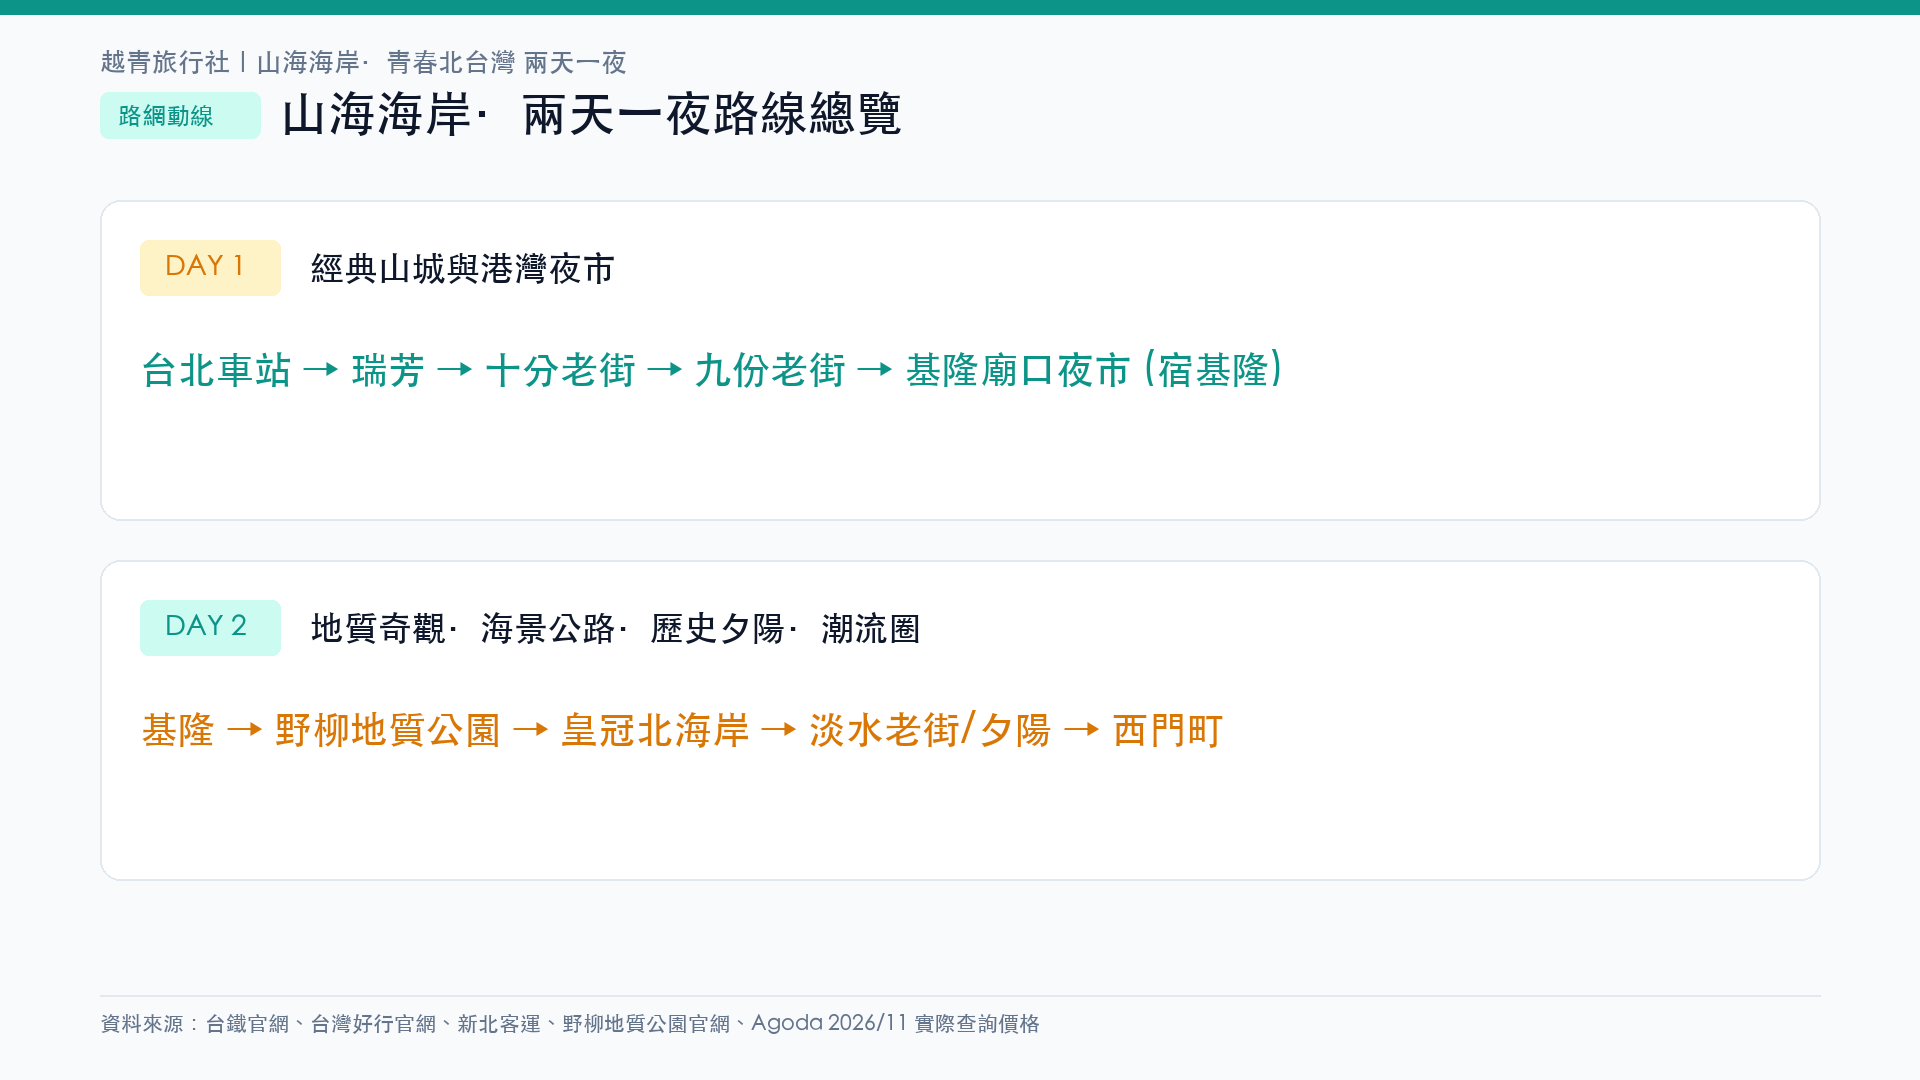 越青旅行社 | 山海海岸· 青春北台灣 兩天一夜
路網動線
山海海岸· 兩天一夜路線總覽
DAY 1
經典山城與港灣夜市
台北車站 → 瑞芳 → 十分老街 → 九份老街 → 基隆廟口夜市 (宿基隆)
DAY 2
地質奇觀· 海景公路· 歷史夕陽· 潮流圈
基隆 → 野柳地質公園 → 皇冠北海岸 → 淡水老街/夕陽 → 西門町
資料來源：台鐵官網、台灣好行官網、新北客運、野柳地質公園官網、Agoda 2026/11 實際查詢價格